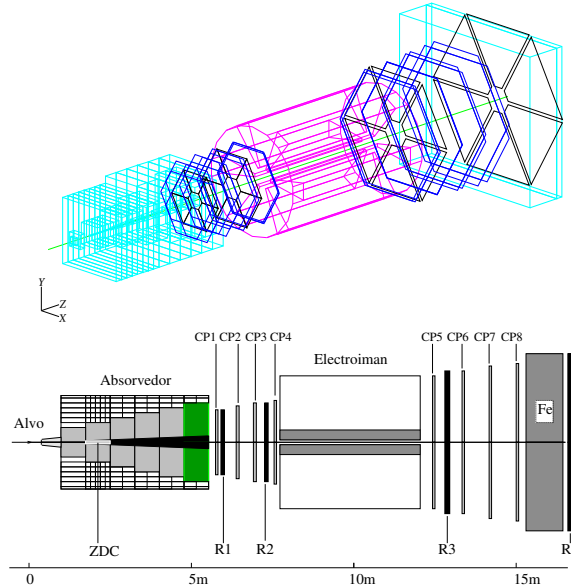 Y
Z
X
CP1 CP2 CP3 CP4 CP5 CP6 CP7 CP8
Electroiman
Absorvedor
Fe
Alvo
ZDC R1 R2 R3 R
0 5m 10m 15m